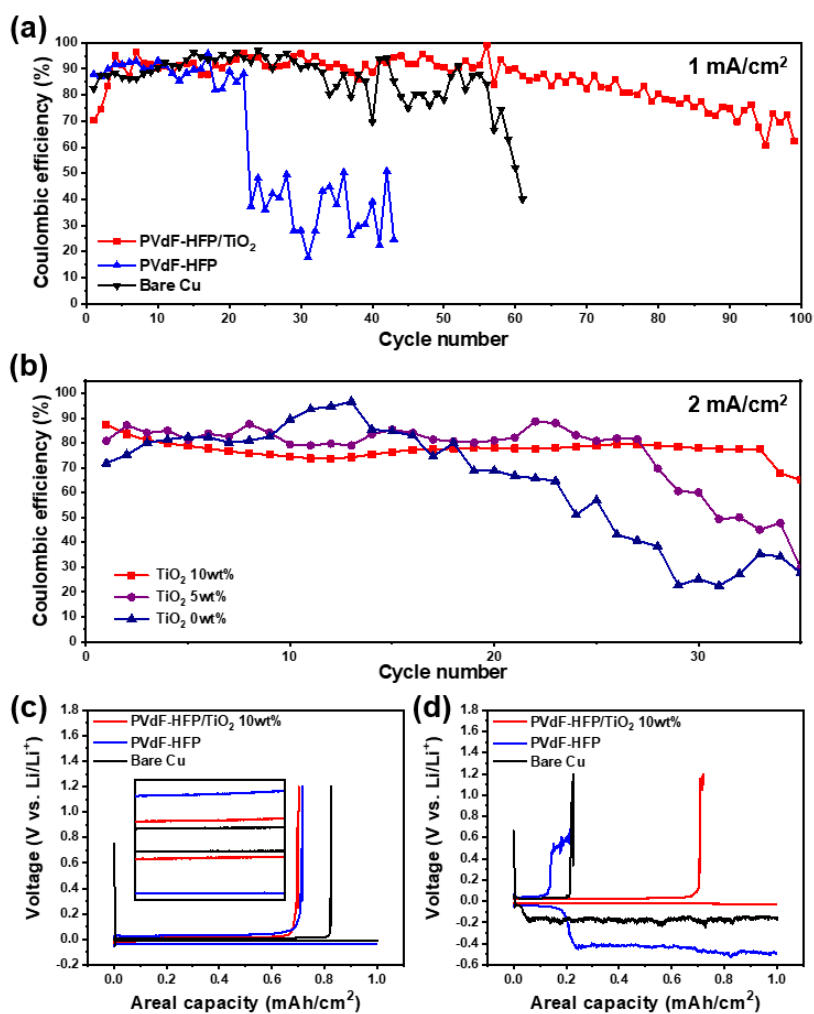 (a)
100
90
80
70
60
50
40
30
20
10
0
Coulombic efficiency (%)
1 mA/cm²
PVdF-HFP/TiO₂
PVdF-HFP
Bare Cu
0 10 20 30 40 50 60 70 80 90 100
Cycle number
(b)
100
90
80
70
60
50
40
30
20
10
0
Coulombic efficiency (%)
2 mA/cm²
TiO₂ 10wt%
TiO₂ 5wt%
TiO₂ 0wt%
0 10 20 30
Cycle number
(c)
1.8
1.6
1.4
1.2
1.0
0.8
0.6
0.4
0.2
0.0
-0.2
Voltage (V vs. Li/Li⁺)
PVdF-HFP/TiO₂ 10wt%
PVdF-HFP
Bare Cu
0.0 0.2 0.4 0.6 0.8 1.0
Areal capacity (mAh/cm²)
(d)
1.8
1.6
1.4
1.2
1.0
0.8
0.6
0.4
0.2
0.0
-0.2
-0.4
-0.6
Voltage (V vs. Li/Li⁺)
PVdF-HFP/TiO₂ 10wt%
PVdF-HFP
Bare Cu
0.0 0.2 0.4 0.6 0.8 1.0
Areal capacity (mAh/cm²)